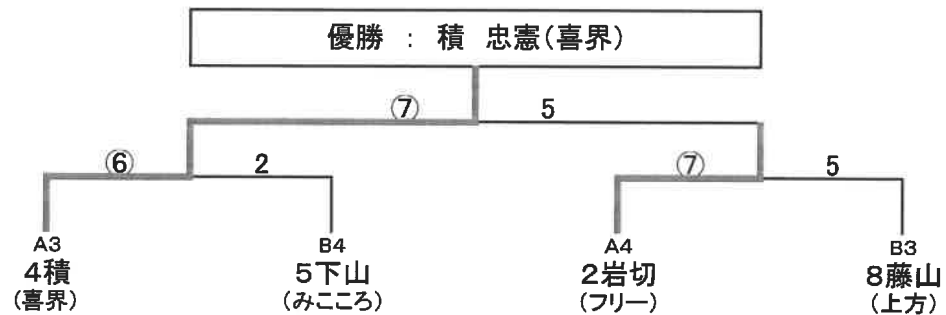 優勝 : 積 忠憲(喜界)
⑦ 5
⑥ 2 ⑦ 5
A3 B4 A4 B3
4積 5下山 2岩切 8藤山
(喜界) (みこころ) (フリー) (上方)